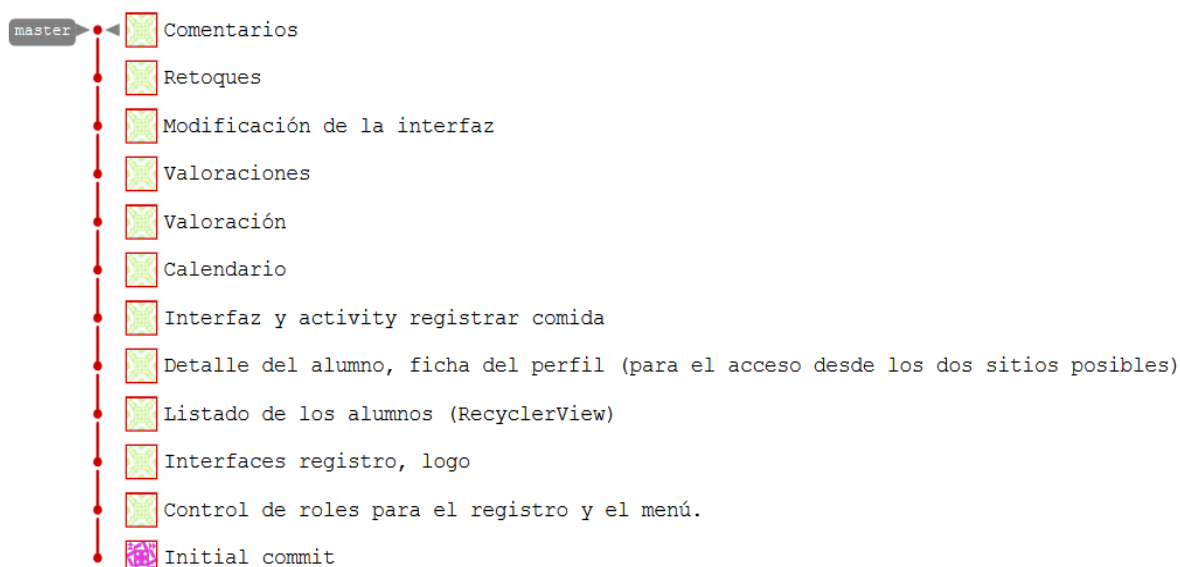 master
Comentarios
Retoques
Modificación de la interfaz
Valoraciones
Valoración
Calendario
Interfaz y activity registrar comida
Detalle del alumno, ficha del perfil (para el acceso desde los dos sitios posibles)
Listado de los alumnos (RecyclerView)
Interfaces registro, logo
Control de roles para el registro y el menú.
Initial commit